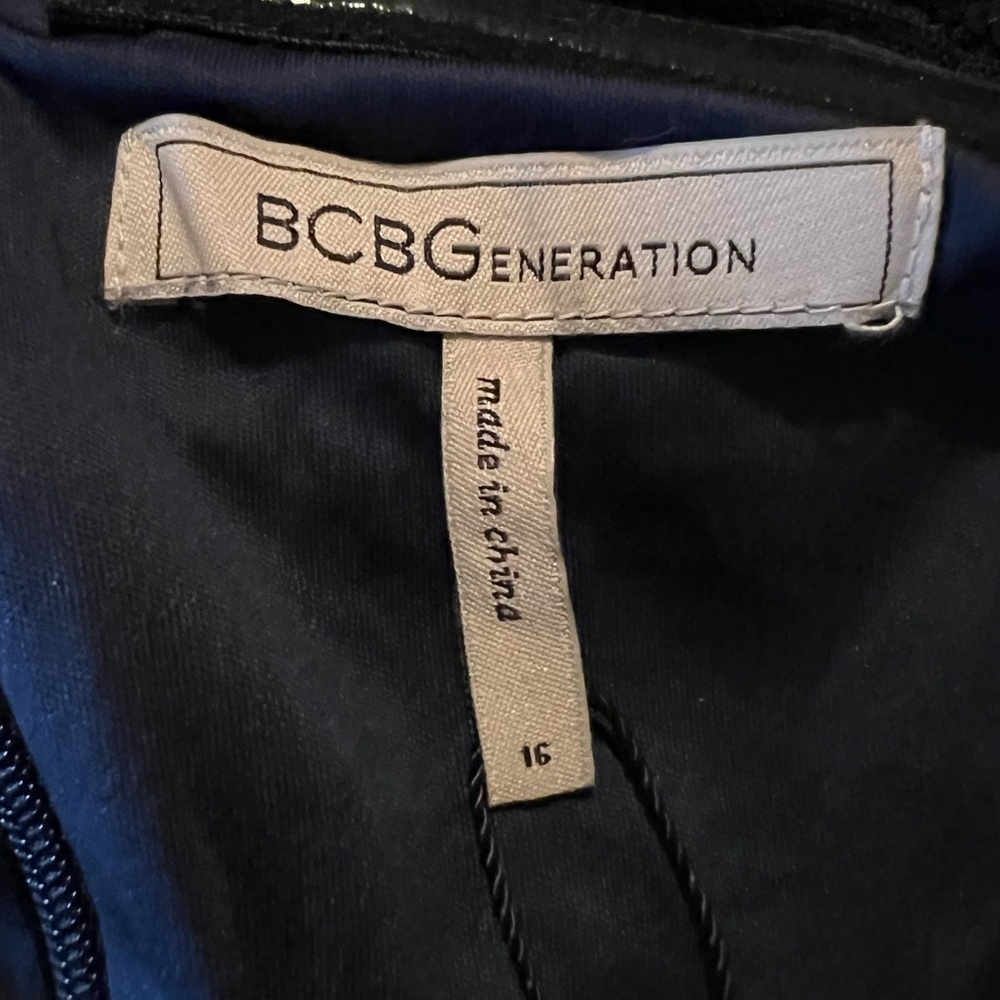 BCBGENERATION
made in china
16